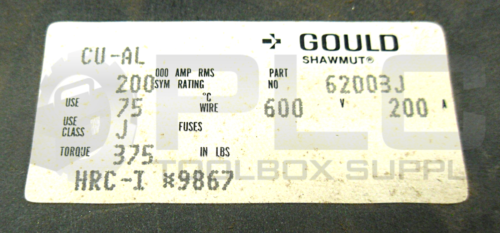 CU-AL GOULD
SHAWMUT®
200 000 AMP RMS SYM RATING PART NO 62003J
USE 75 °C WIRE 600 V 200 A
USE CLASS J FUSES
TORQUE 375 IN LBS
HRC-I *9867
PLC
TOOLBOX SUPPLY